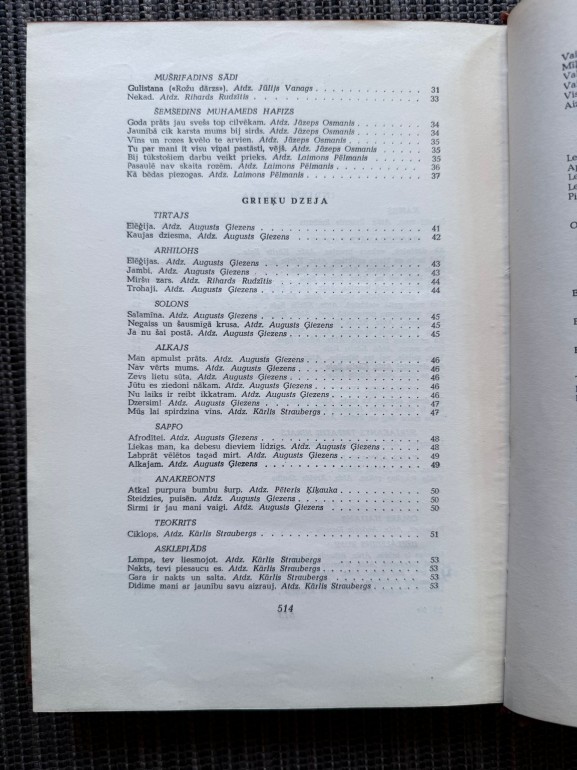 MUŠRIFADINS SĀDI
Gulistana («Rožu dārzs»). Atdz. Jūlijs Vanags . . . . . . . . . . . 31
Nekad. Atdz. Rihards Rudzītis . . . . . . . . . . . . . . . . 33
ŠEMSEDINS MUHAMEDS HAFIZS
Goda prāts jau svešs top cilvēkam. Atdz. Jāzeps Osmanis . . . . . . 34
Jaunībā cik karsta mums bij sirds. Atdz. Jāzeps Osmanis . . . . . . 34
Vīns un rozes kvēlo te arvien. Atdz. Jāzeps Osmanis . . . . . . . . 35
Tu par mani it visu viņai pastāsti, vējš. Atdz. Jāzeps Osmanis . . . 35
Bij tūkstošiem darbu veikt prieks. Atdz. Laimons Pēlmanis . . . . . 35
Pasaulē nav skaita rozēm. Atdz. Laimons Pēlmanis . . . . . . . . . 36
Kā bēdas piezogas. Atdz. Laimons Pēlmanis . . . . . . . . . . . 37
GRIEĶU DZEJA
TIRTAJS
Elēģija. Atdz. Augusts Ģiezens . . . . . . . . . . . . . . . . 41
Kaujas dziesma. Atdz. Augusts Ģiezens . . . . . . . . . . . . . 42
ARHILOHS
Elēģijas. Atdz. Augusts Ģiezens . . . . . . . . . . . . . . . 43
Jambi. Atdz. Augusts Ģiezens . . . . . . . . . . . . . . . . 43
Miršu zars. Atdz. Rihards Rudzītis . . . . . . . . . . . . . . 44
Trohaji. Atdz. Augusts Ģiezens . . . . . . . . . . . . . . . . 44
SOLONS
Salamīna. Atdz. Augusts Ģiezens . . . . . . . . . . . . . . . 45
Negaiss un šausmīgā krusa. Atdz. Augusts Ģiezens . . . . . . . . . 45
Ja nu šai postā. Atdz. Augusts Ģiezens . . . . . . . . . . . . . 45
ALKAJS
Man apmulst prāts. Atdz. Augusts Ģiezens . . . . . . . . . . . . 46
Nav vērts mums. Atdz. Augusts Ģiezens . . . . . . . . . . . . . 46
Zevs lietu sūta. Atdz. Augusts Ģiezens . . . . . . . . . . . . . 46
Jūtu es ziedoni nākam. Atdz. Augusts Ģiezens . . . . . . . . . . 46
Nu laiks ir reibt ikkatram. Atdz. Augusts Ģiezens . . . . . . . . . 46
Dzersim! Atdz. Augusts Ģiezens . . . . . . . . . . . . . . . 47
Mūs lai spirdzina vīns. Atdz. Kārlis Straubergs . . . . . . . . . . 47
SAPFO
Afrodītei. Atdz. Augusts Ģiezens . . . . . . . . . . . . . . . 48
Liekas man, ka debesu dieviem līdzīgs. Atdz. Augusts Ģiezens . . . . 48
Labprāt vēlētos tagad mirt. Atdz. Augusts Ģiezens . . . . . . . . . 49
Alkajam. Atdz. Augusts Ģiezens . . . . . . . . . . . . . . . 49
ANAKREONTS
Atkal purpura bumbu šurp. Atdz. Pēteris Ķiķauka . . . . . . . . . 50
Steidzies, puisēn. Atdz. Augusts Ģiezens . . . . . . . . . . . . 50
Sirmi ir jau mani vaigi. Atdz. Augusts Ģiezens . . . . . . . . . . 50
TEOKRITS
Ciklops. Atdz. Kārlis Straubergs . . . . . . . . . . . . . . . 51
ASKLEPIĀDS
Lampa, tev liesmojot. Atdz. Kārlis Straubergs . . . . . . . . . . 53
Nakts, tevi piesaucu es. Atdz. Kārlis Straubergs . . . . . . . . . 53
Gara ir nakts un salta. Atdz. Kārlis Straubergs . . . . . . . . . . 53
Didime mani ar jaunību savu aizrauj. Atdz. Kārlis Straubergs . . . . 53
514